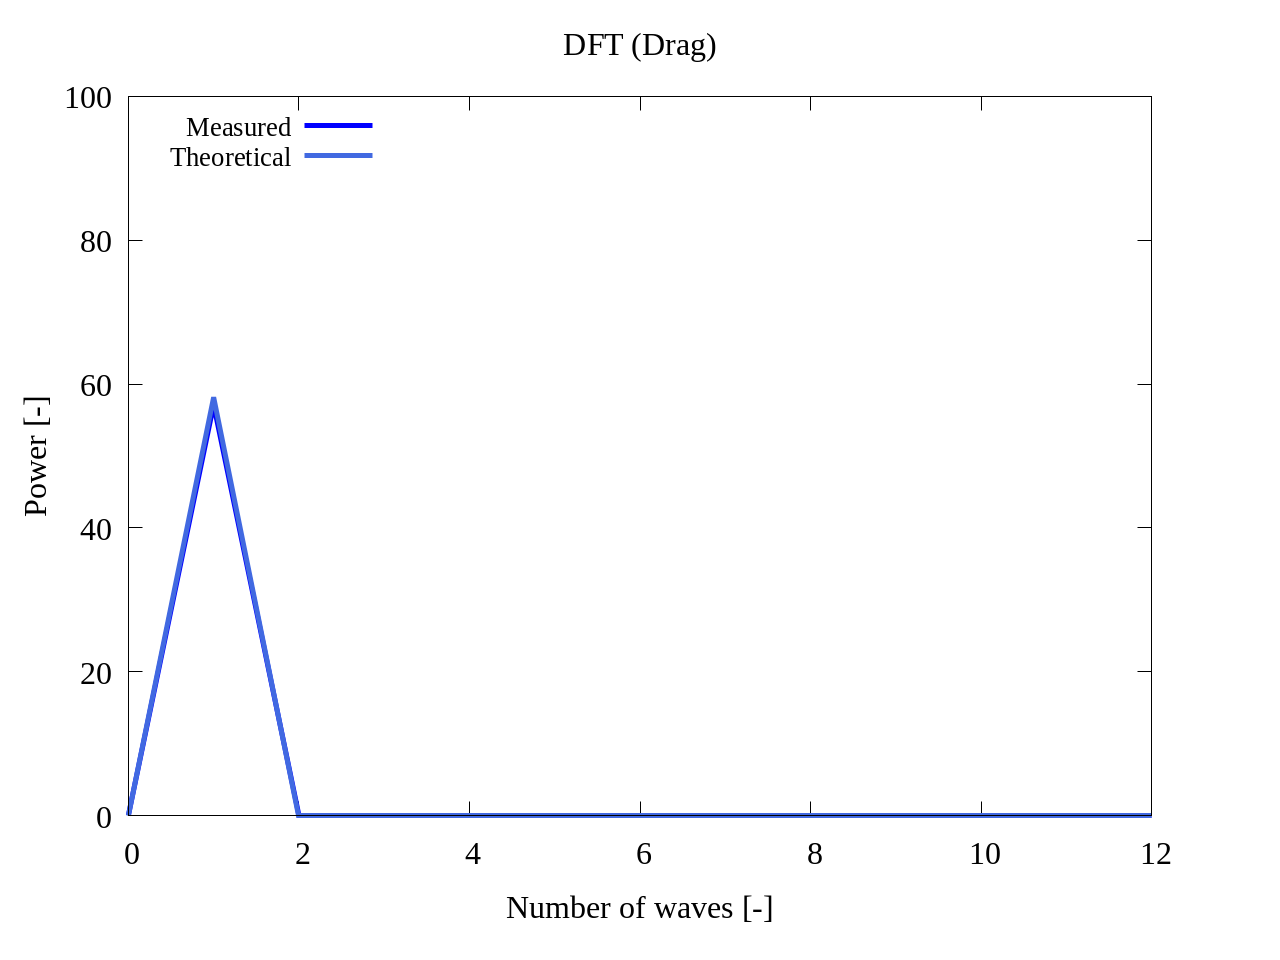 DFT (Drag)
100
80
60
40
20
0
Measured
Theoretical
Power [-]
0 2 4 6 8 10 12
Number of waves [-]